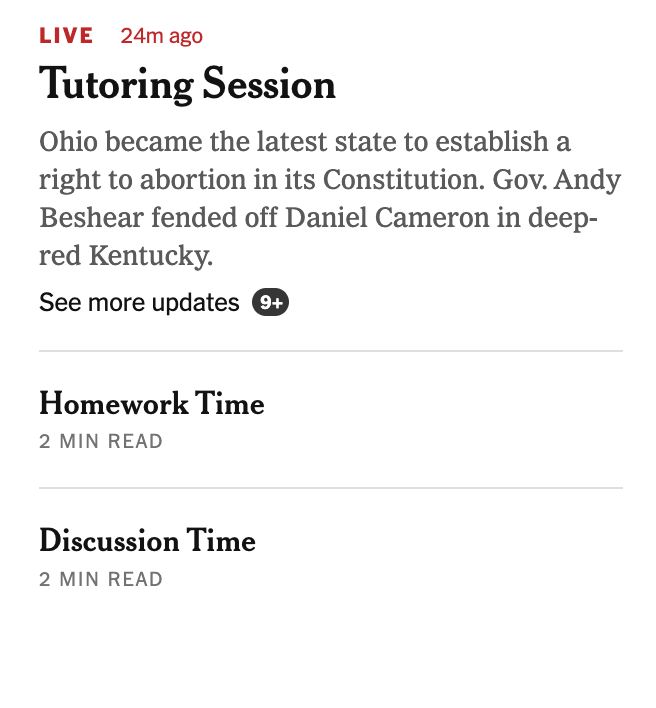 LIVE 24m ago
Tutoring Session
Ohio became the latest state to establish a
right to abortion in its Constitution. Gov. Andy
Beshear fended off Daniel Cameron in deep-
red Kentucky.
See more updates 9+
Homework Time
2 MIN READ
Discussion Time
2 MIN READ